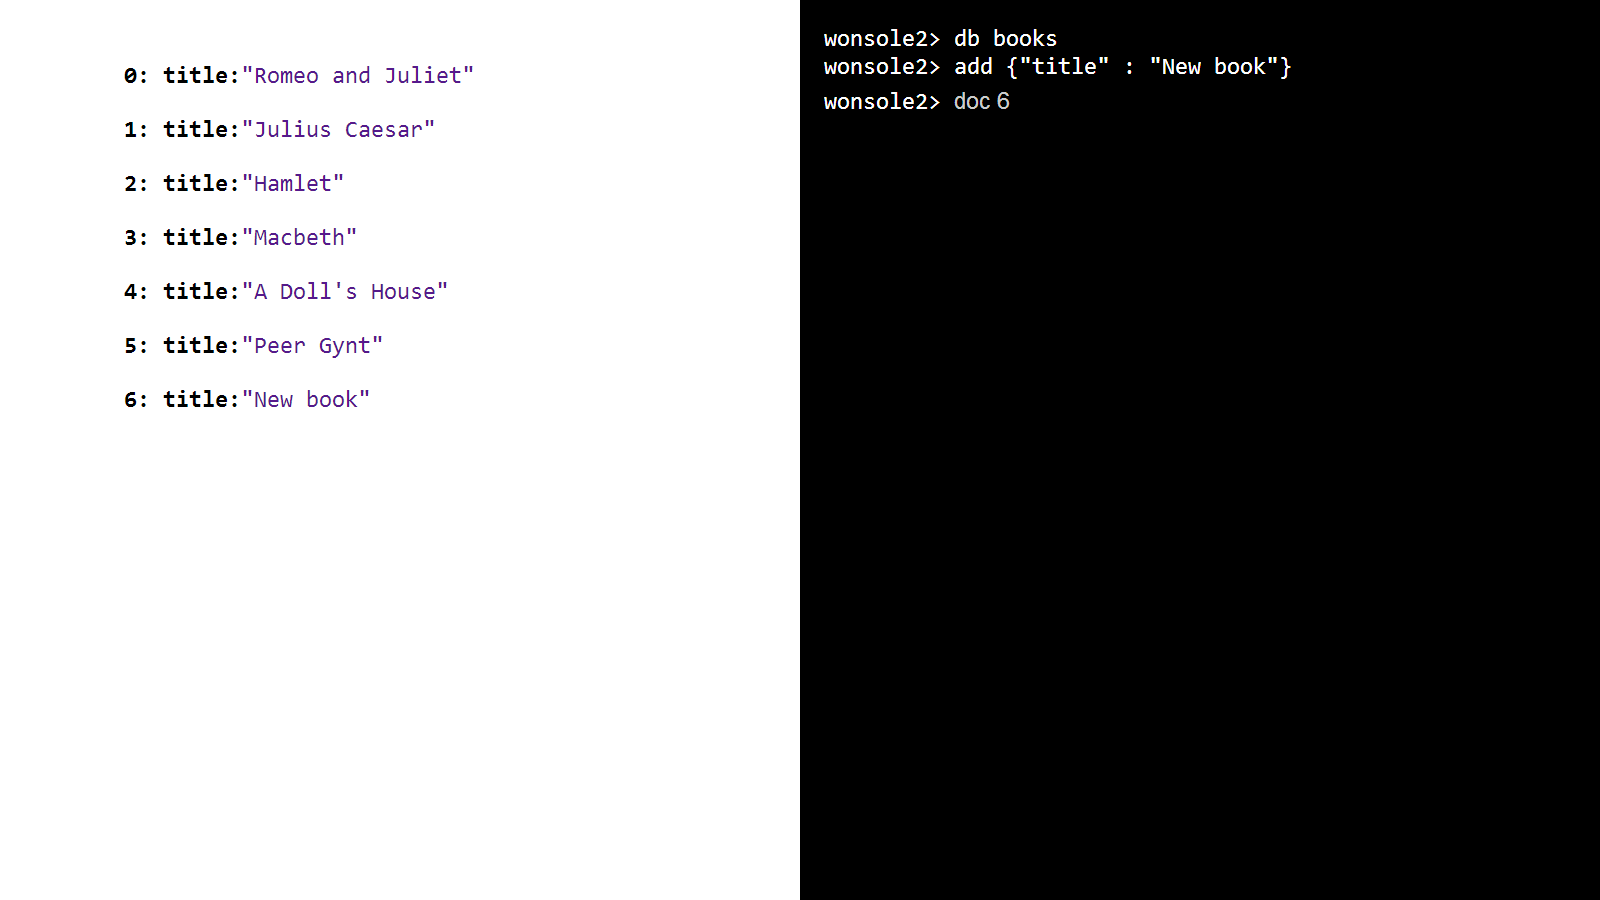 0: title:"Romeo and Juliet"
1: title:"Julius Caesar"
2: title:"Hamlet"
3: title:"Macbeth"
4: title:"A Doll's House"
5: title:"Peer Gynt"
6: title:"New book"
wonsole2> db books
wonsole2> add {"title" : "New book"}
wonsole2> doc 6